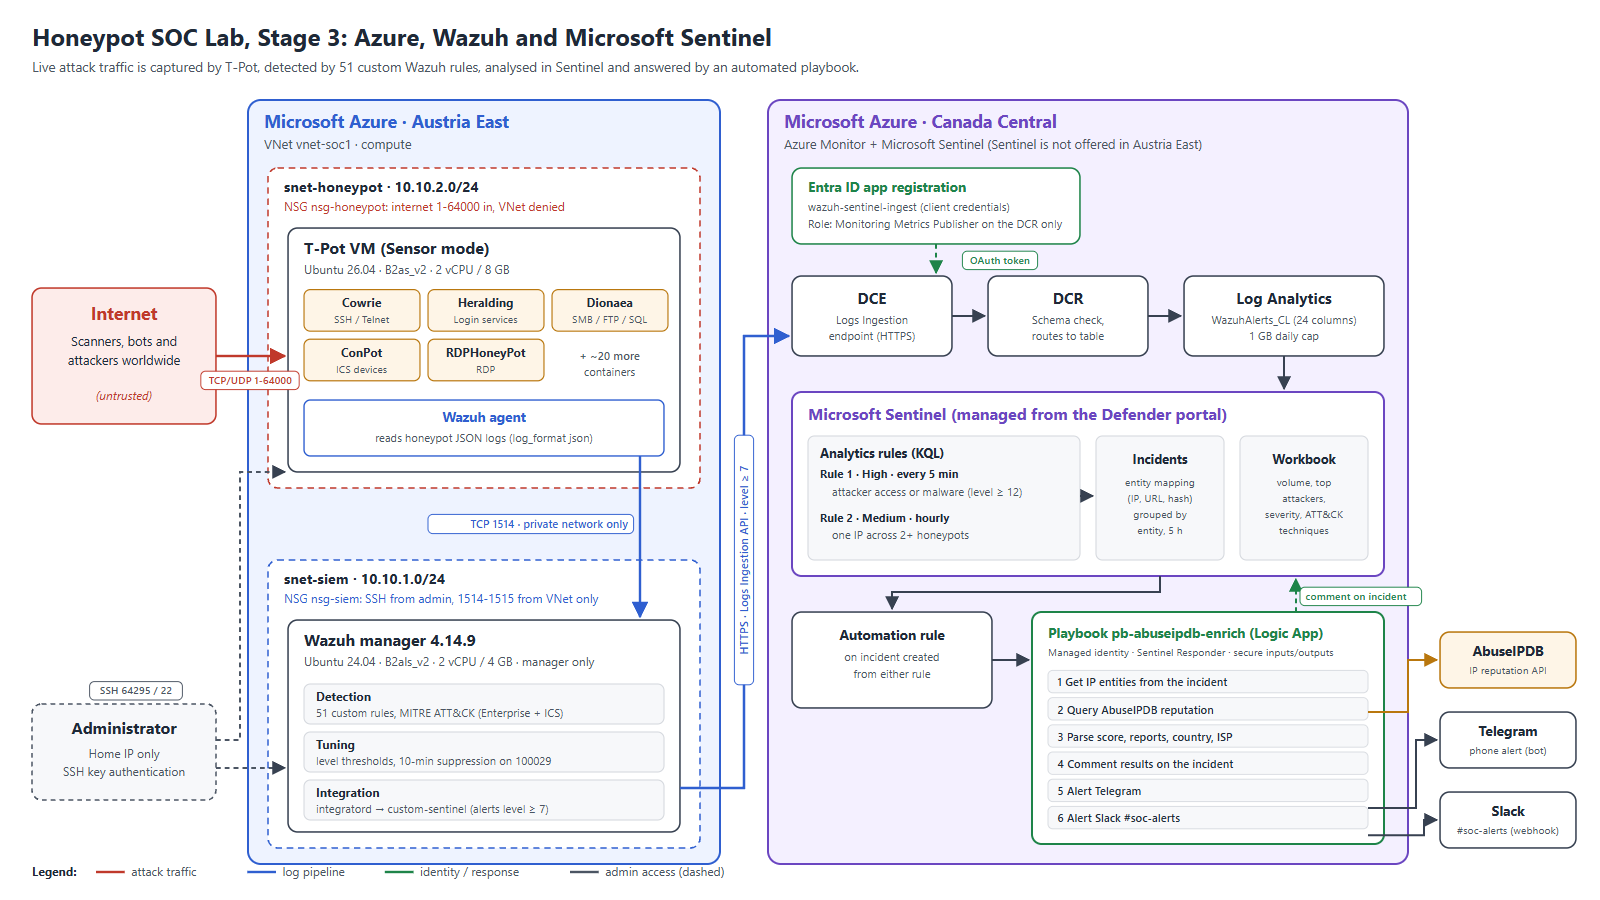 Honeypot SOC Lab, Stage 3: Azure, Wazuh and Microsoft Sentinel
Live attack traffic is captured by T-Pot, detected by 51 custom Wazuh rules, analysed in Sentinel and answered by an automated playbook.
Internet
Scanners, bots and
attackers worldwide
(untrusted)
TCP/UDP 1-64000
SSH 64295 / 22
Administrator
Home IP only
SSH key authentication
Microsoft Azure · Austria East
VNet vnet-soc1 · compute
snet-honeypot · 10.10.2.0/24
NSG nsg-honeypot: internet 1-64000 in, VNet denied
T-Pot VM (Sensor mode)
Ubuntu 26.04 · B2as_v2 · 2 vCPU / 8 GB
Cowrie
SSH / Telnet
Heralding
Login services
Dionaea
SMB / FTP / SQL
ConPot
ICS devices
RDPHoneyPot
RDP
+ ~20 more
containers
Wazuh agent
reads honeypot JSON logs (log_format json)
TCP 1514 · private network only
snet-siem · 10.10.1.0/24
NSG nsg-siem: SSH from admin, 1514-1515 from VNet only
Wazuh manager 4.14.9
Ubuntu 24.04 · B2als_v2 · 2 vCPU / 4 GB · manager only
Detection
51 custom rules, MITRE ATT&CK (Enterprise + ICS)
Tuning
level thresholds, 10-min suppression on 100029
Integration
integratord → custom-sentinel (alerts level ≥ 7)
HTTPS · Logs Ingestion API · level ≥ 7
Microsoft Azure · Canada Central
Azure Monitor + Microsoft Sentinel (Sentinel is not offered in Austria East)
Entra ID app registration
wazuh-sentinel-ingest (client credentials)
Role: Monitoring Metrics Publisher on the DCR only
OAuth token
DCE
Logs Ingestion
endpoint (HTTPS)
DCR
Schema check,
routes to table
Log Analytics
WazuhAlerts_CL (24 columns)
1 GB daily cap
Microsoft Sentinel (managed from the Defender portal)
Analytics rules (KQL)
Rule 1 · High · every 5 min
attacker access or malware (level ≥ 12)
Rule 2 · Medium · hourly
one IP across 2+ honeypots
Incidents
entity mapping
(IP, URL, hash)
grouped by
entity, 5 h
Workbook
volume, top
attackers,
severity, ATT&CK
techniques
comment on incident
Automation rule
on incident created
from either rule
Playbook pb-abuseipdb-enrich (Logic App)
Managed identity · Sentinel Responder · secure inputs/outputs
1 Get IP entities from the incident
2 Query AbuseIPDB reputation
3 Parse score, reports, country, ISP
4 Comment results on the incident
5 Alert Telegram
6 Alert Slack #soc-alerts
AbuseIPDB
IP reputation API
Telegram
phone alert (bot)
Slack
#soc-alerts (webhook)
Legend:
attack traffic
log pipeline
identity / response
admin access (dashed)